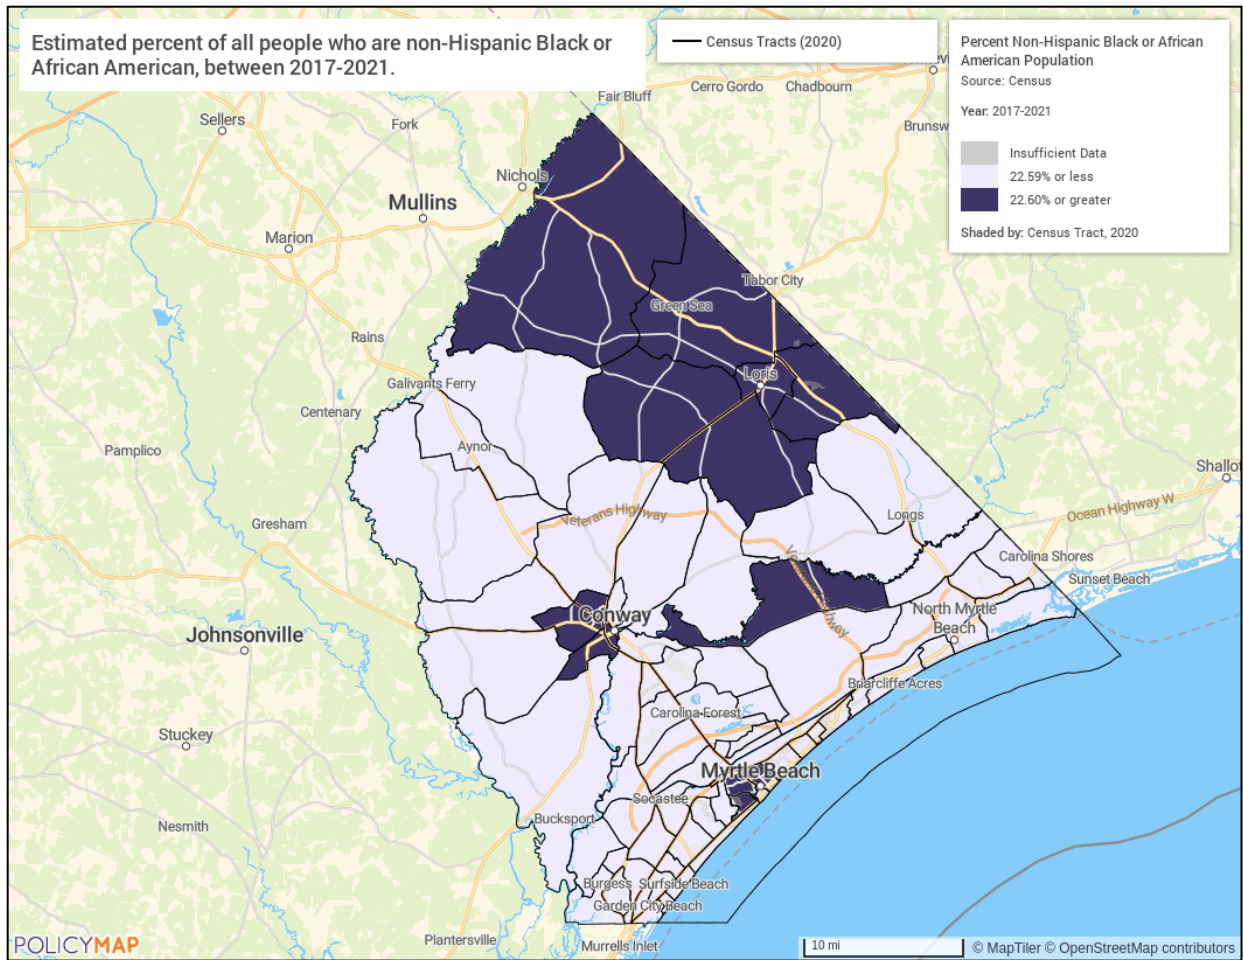 Estimated percent of all people who are non-Hispanic Black or
African American, between 2017-2021.
Census Tracts (2020)
Percent Non-Hispanic Black or African
American Population
Source: Census
Year: 2017-2021
Insufficient Data
22.59% or less
22.60% or greater
Shaded by: Census Tract, 2020
Fair Bluff
Cerro Gordo
Chadbourn
Sellers
Fork
Brunsw
Nichols
Mullins
Marion
Tabor City
Green Sea
Rains
Loris
Galivants Ferry
Centenary
Aynor
Pamplico
Shallot
Ocean Highway W
Gresham
Veterans Highway
Longs
Carolina Shores
Sunset Beach
Conway
North Myrtle
Beach
Johnsonville
Briarcliffe Acres
Carolina Forest
Stuckey
Myrtle Beach
Socastee
Bucksport
Nesmith
Burgess
Surfside Beach
Garden City Beach
Plantersville
Murrells Inlet
POLICYMAP
10 mi
© MapTiler © OpenStreetMap contributors